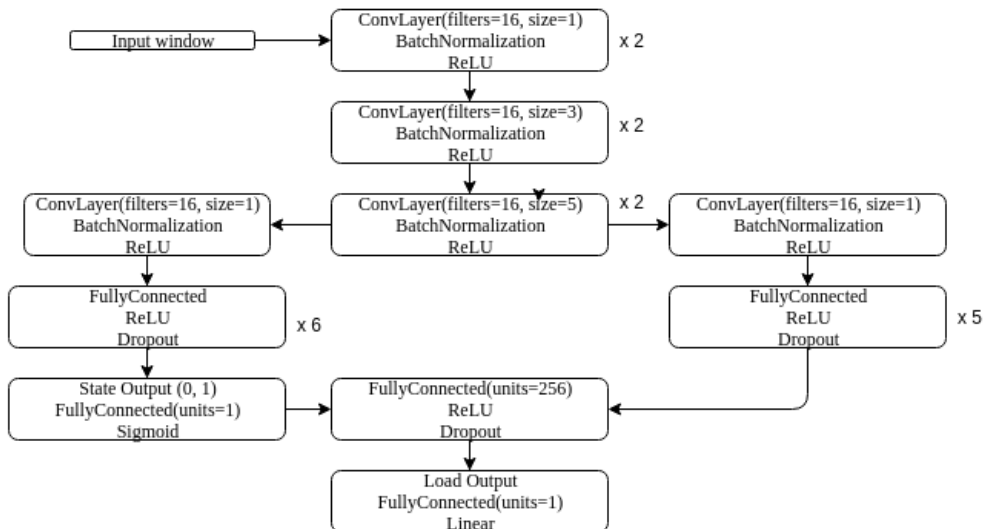 Input window
ConvLayer(filters=16, size=1)
BatchNormalization
ReLU
x 2
ConvLayer(filters=16, size=3)
BatchNormalization
ReLU
x 2
ConvLayer(filters=16, size=1)
BatchNormalization
ReLU
ConvLayer(filters=16, size=5)
BatchNormalization
ReLU
x 2
ConvLayer(filters=16, size=1)
BatchNormalization
ReLU
FullyConnected
ReLU
Dropout
x 6
FullyConnected
ReLU
Dropout
x 5
State Output (0, 1)
FullyConnected(units=1)
Sigmoid
FullyConnected(units=256)
ReLU
Dropout
Load Output
FullyConnected(units=1)
Linear